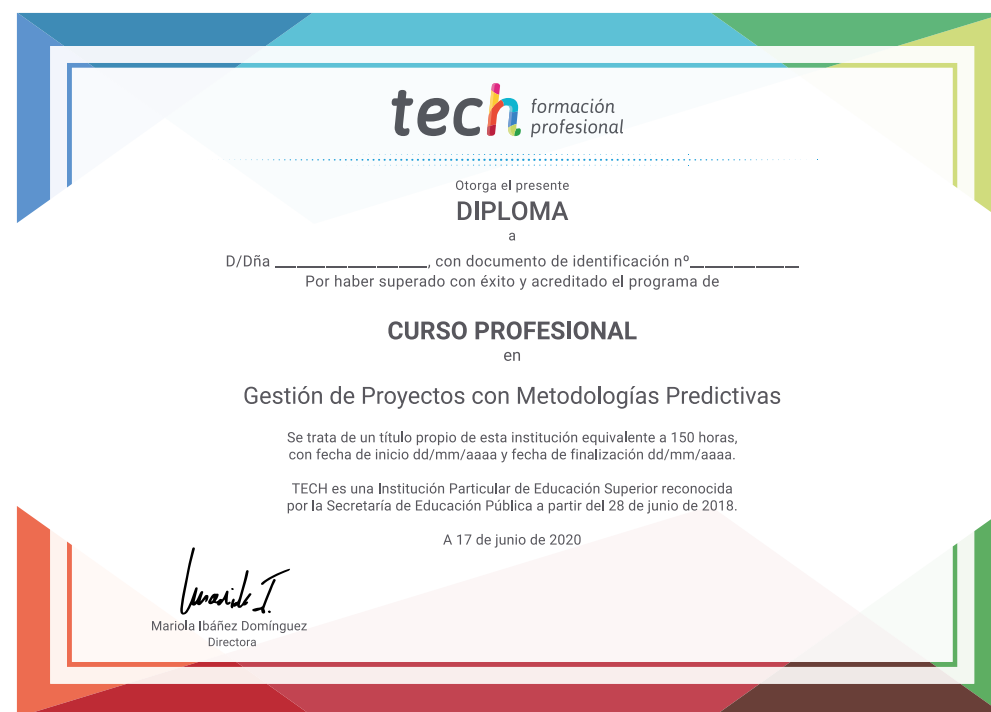 tech formación
profesional
Otorga el presente
DIPLOMA
a
D/Dña ____________________, con documento de identificación nº______________
Por haber superado con éxito y acreditado el programa de
CURSO PROFESIONAL
en
Gestión de Proyectos con Metodologías Predictivas
Se trata de un título propio de esta institución equivalente a 150 horas,
con fecha de inicio dd/mm/aaaa y fecha de finalización dd/mm/aaaa.
TECH es una Institución Particular de Educación Superior reconocida
por la Secretaría de Educación Pública a partir del 28 de junio de 2018.
A 17 de junio de 2020
Mariola Ibáñez Domínguez
Directora